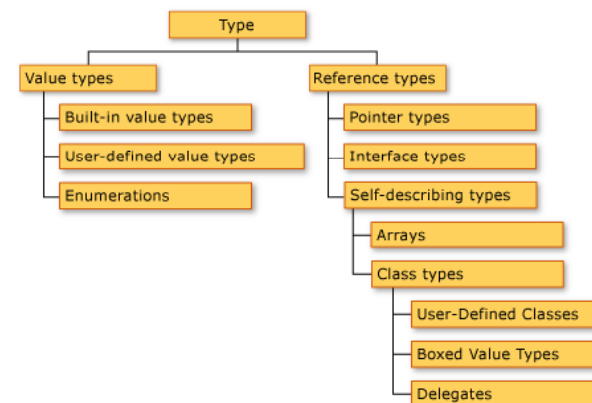 Type
Value types
Built-in value types
User-defined value types
Enumerations
Reference types
Pointer types
Interface types
Self-describing types
Arrays
Class types
User-Defined Classes
Boxed Value Types
Delegates